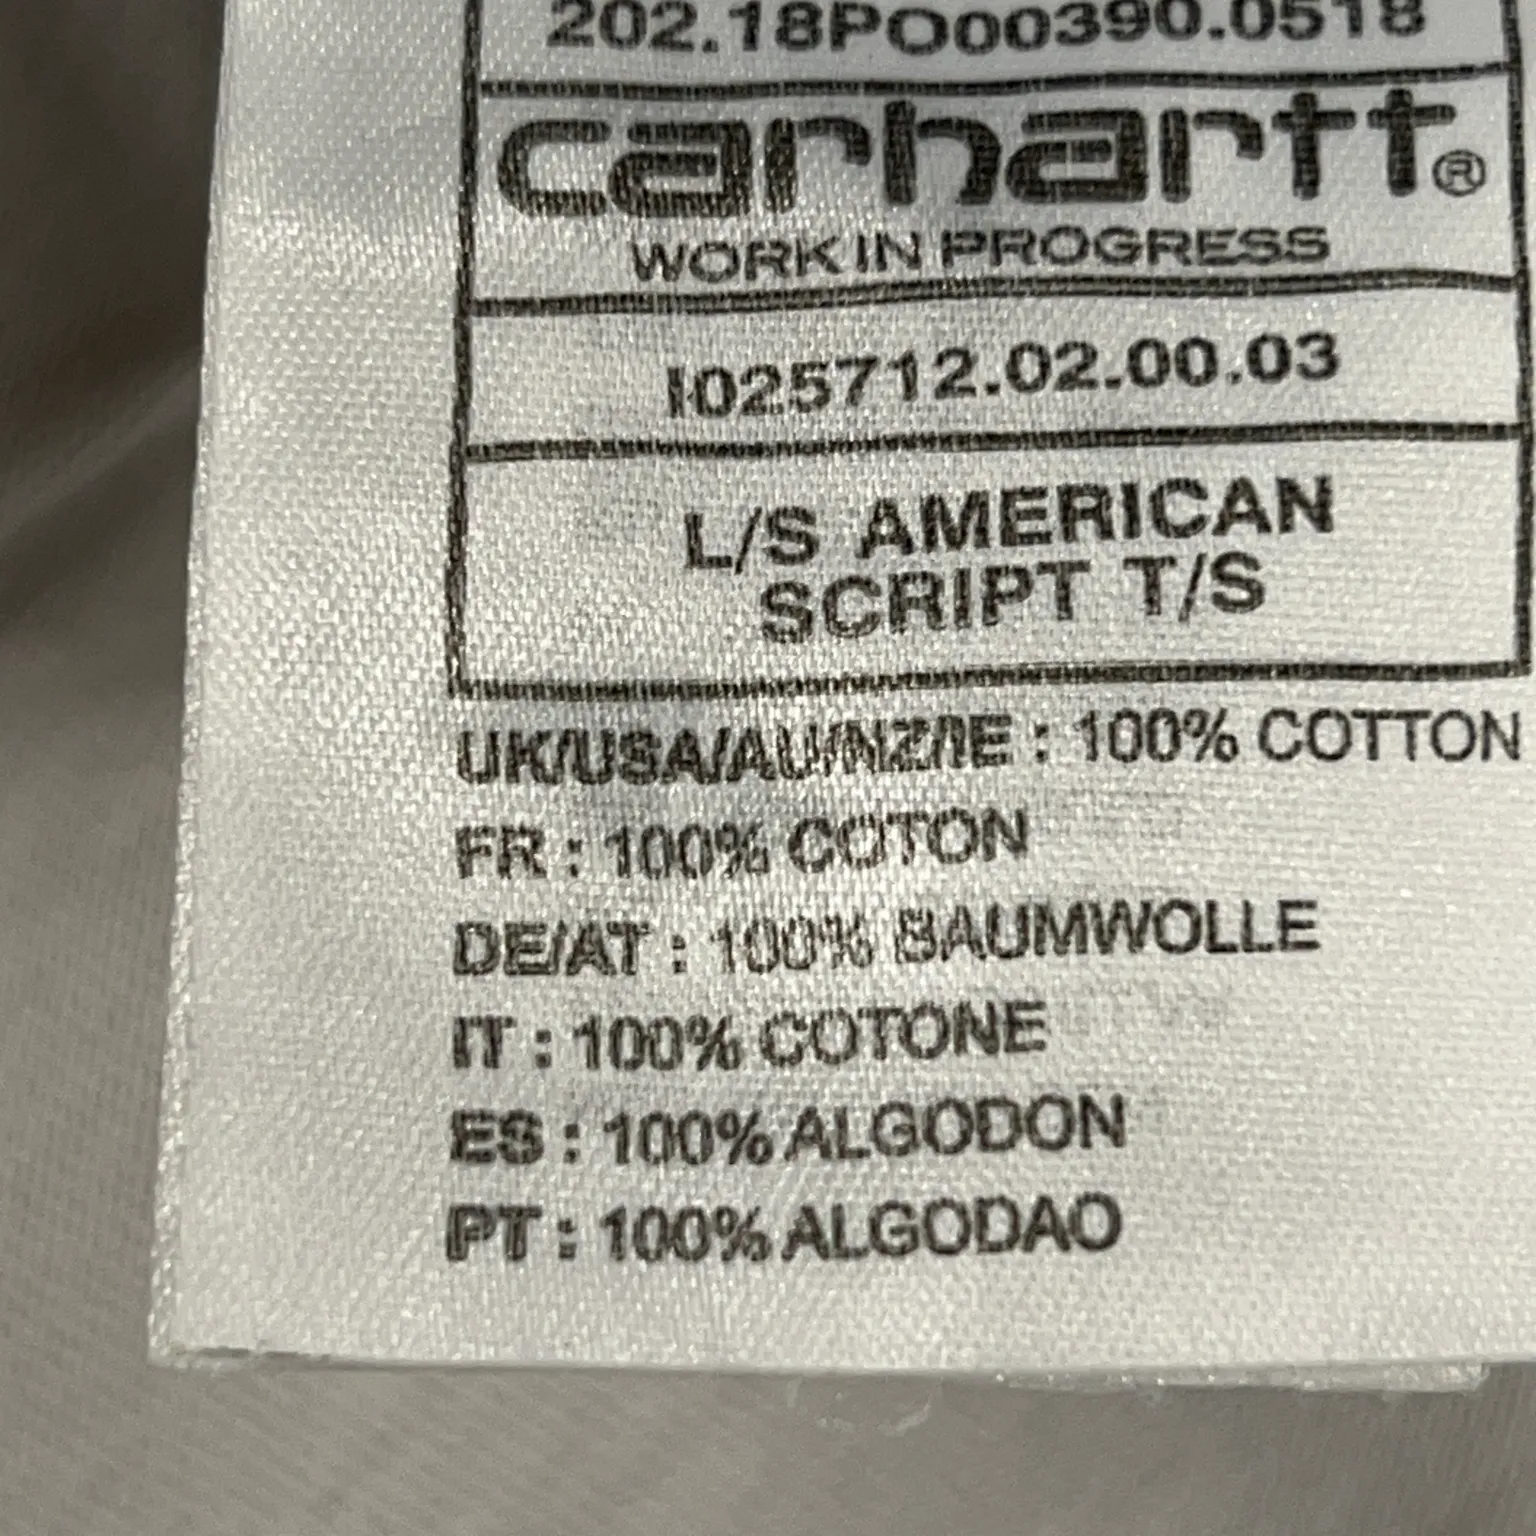 202.18PO00390.0518
carhartt®
WORK IN PROGRESS
I025712.02.00.03
L/S AMERICAN
SCRIPT T/S
UK/USA/AU/NZ/IE : 100% COTTON
FR : 100% COTON
DE/AT : 100% BAUMWOLLE
IT : 100% COTONE
ES : 100% ALGODON
PT : 100% ALGODAO